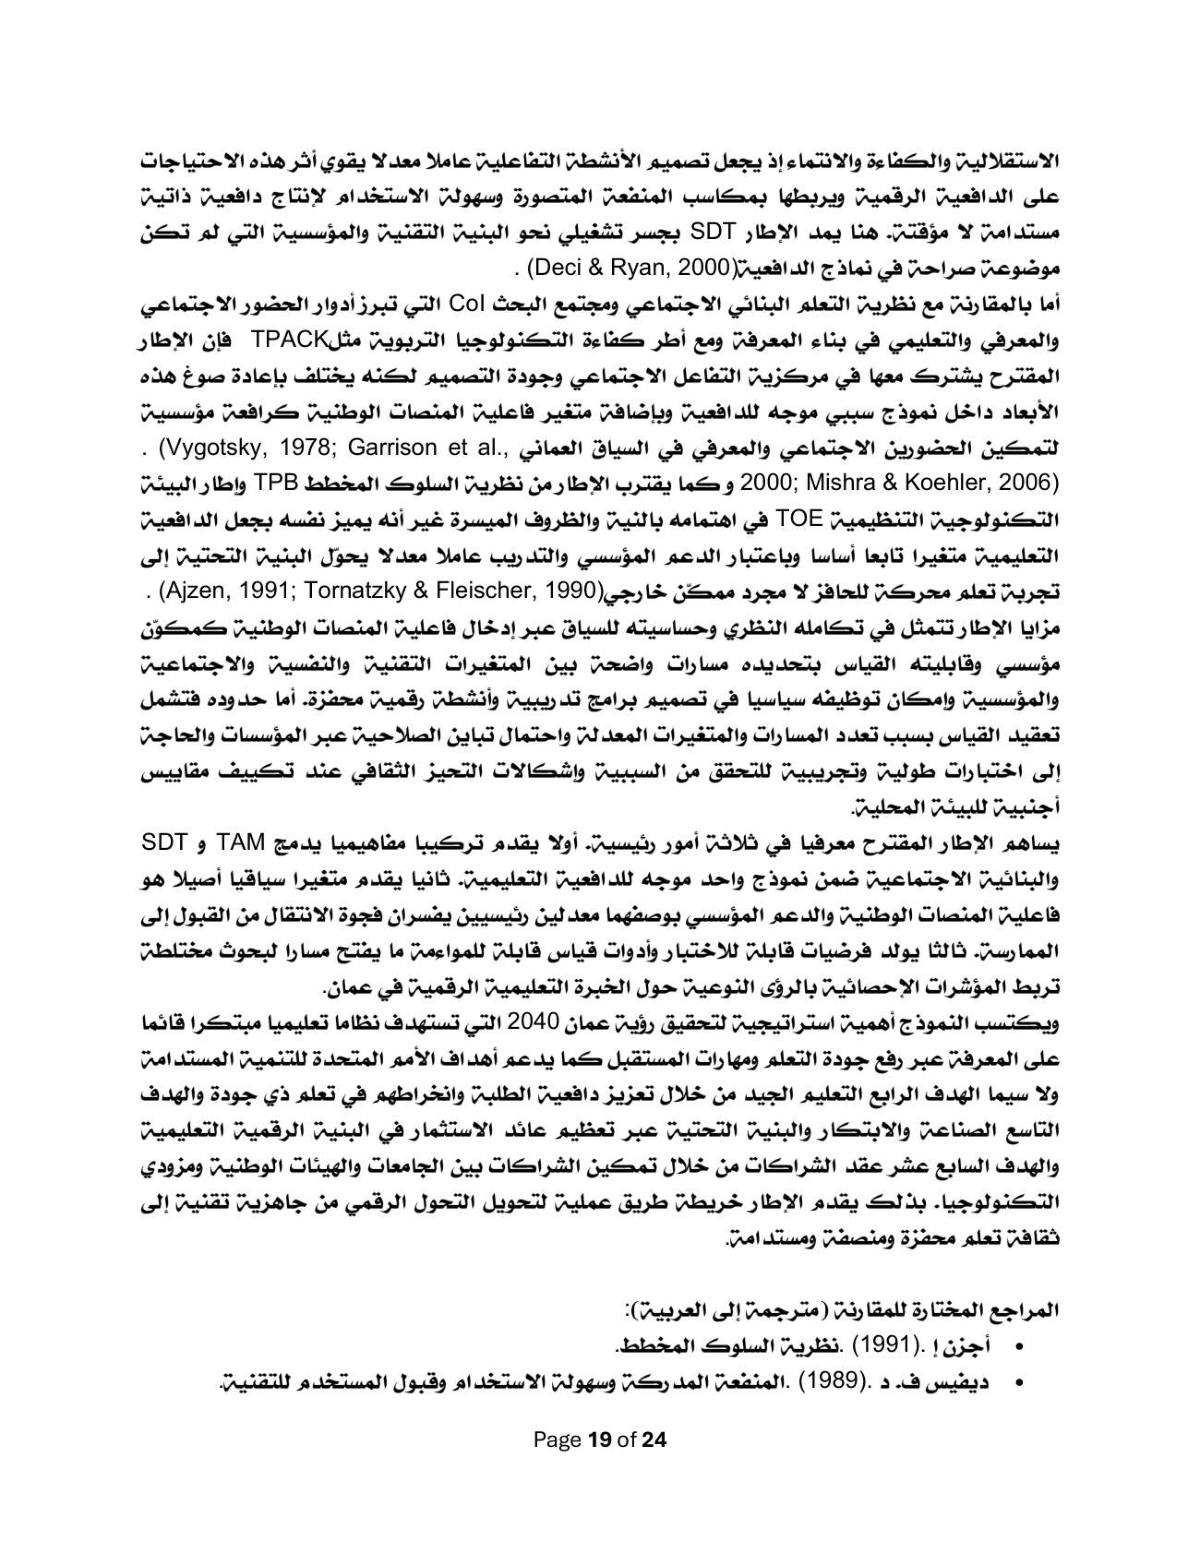 الاستقلالية والكفاءة والانتماء إذ يجعل تصميم الأنشطة التفاعلية عاملا معدلا يقوي أثر هذه الاحتياجات
على الدافعية الرقمية ويربطها بمكاسب المنفعة المتصورة وسهولة الاستخدام لإنتاج دافعية ذاتية
مستدامة لا مؤقتة. هنا يمد الإطار SDT بجسر تشغيلي نحو البنية التقنية والمؤسسية التي لم تكن
موضوعة صراحة في نماذج الدافعية(Deci & Ryan, 2000) .
أما بالمقارنة مع نظرية التعلم البنائي الاجتماعي ومجتمع البحث CoI التي تبرز أدوار الحضور الاجتماعي
والمعرفي والتعليمي في بناء المعرفة ومع أطر كفاءة التكنولوجيا التربوية مثلTPACK فإن الإطار
المقترح يشترك معها في مركزية التفاعل الاجتماعي وجودة التصميم لكنه يختلف بإعادة صوغ هذه
الأبعاد داخل نموذج سببي موجه للدافعية وبإضافة متغير فاعلية المنصات الوطنية كرافعة مؤسسية
لتمكين الحضورين الاجتماعي والمعرفي في السياق العماني (Vygotsky, 1978; Garrison et al., .
2000; Mishra & Koehler, 2006) و كما يقترب الإطار من نظرية السلوك المخطط TPB وإطار البيئة
التكنولوجية التنظيمية TOE في اهتمامه بالنية والظروف الميسرة غير أنه يميز نفسه بجعل الدافعية
التعليمية متغيرا تابعا أساسا وباعتبار الدعم المؤسسي والتدريب عاملا معدلا يحوّل البنية التحتية إلى
تجربة تعلم محركة للحافز لا مجرد ممكّن خارجي(Ajzen, 1991; Tornatzky & Fleischer, 1990) .
مزايا الإطار تتمثل في تكامله النظري وحساسيته للسياق عبر إدخال فاعلية المنصات الوطنية كمكوّن
مؤسسي وقابليته القياس بتحديده مسارات واضحة بين المتغيرات التقنية والنفسية والاجتماعية
والمؤسسية وإمكان توظيفه سياسيا في تصميم برامج تدريبية وأنشطة رقمية محفزة. أما حدوده فتشمل
تعقيد القياس بسبب تعدد المسارات والمتغيرات المعدلة واحتمال تباين الصلاحية عبر المؤسسات والحاجة
إلى اختبارات طولية وتجريبية للتحقق من السببية وإشكالات التحيز الثقافي عند تكييف مقاييس
أجنبية للبيئة المحلية.
يساهم الإطار المقترح معرفيا في ثلاثة أمور رئيسية. أولا يقدم تركيبا مفاهيميا يدمج TAM و SDT
والبنائية الاجتماعية ضمن نموذج واحد موجه للدافعية التعليمية. ثانيا يقدم متغيرا سياقيا أصيلا هو
فاعلية المنصات الوطنية والدعم المؤسسي بوصفهما معدلين رئيسيين يفسران فجوة الانتقال من القبول إلى
الممارسة. ثالثا يولد فرضيات قابلة للاختبار وأدوات قياس قابلة للمواءمة ما يفتح مسارا لبحوث مختلطة
تربط المؤشرات الإحصائية بالرؤى النوعية حول الخبرة التعليمية الرقمية في عمان.
ويكتسب النموذج أهمية استراتيجية لتحقيق رؤية عمان 2040 التي تستهدف نظاما تعليميا مبتكرا قائما
على المعرفة عبر رفع جودة التعلم ومهارات المستقبل كما يدعم أهداف الأمم المتحدة للتنمية المستدامة
ولا سيما الهدف الرابع التعليم الجيد من خلال تعزيز دافعية الطلبة وانخراطهم في تعلم ذي جودة والهدف
التاسع الصناعة والابتكار والبنية التحتية عبر تعظيم عائد الاستثمار في البنية الرقمية التعليمية
والهدف السابع عشر عقد الشراكات من خلال تمكين الشراكات بين الجامعات والهيئات الوطنية ومزودي
التكنولوجيا. بذلك يقدم الإطار خريطة طريق عملية لتحويل التحول الرقمي من جاهزية تقنية إلى
ثقافة تعلم محفزة ومنصفة ومستدامة.
المراجع المختارة للمقارنة (مترجمة إلى العربية):
• أجزن إ .(1991) .نظرية السلوك المخطط.
• ديفيس ف. د .(1989) .المنفعة المدركة وسهولة الاستخدام وقبول المستخدم للتقنية.
Page 19 of 24